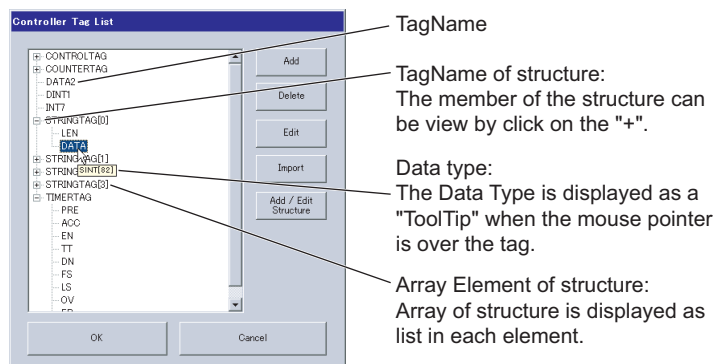 Controller Tag List
CONTROLTAG
COUNTERTAG
DATA2
DINT1
INT7
STRINGTAG[0]
LEN
DATA
STRINGTAG[1]
SINT[82]
STRINGTAG[3]
TIMERTAG
PRE
ACC
EN
TT
DN
FS
LS
OV
Add
Delete
Edit
Import
Add / Edit
Structure
OK
Cancel
TagName
TagName of structure:
The member of the structure can
be view by click on the "+".
Data type:
The Data Type is displayed as a
"ToolTip" when the mouse pointer
is over the tag.
Array Element of structure:
Array of structure is displayed as
list in each element.